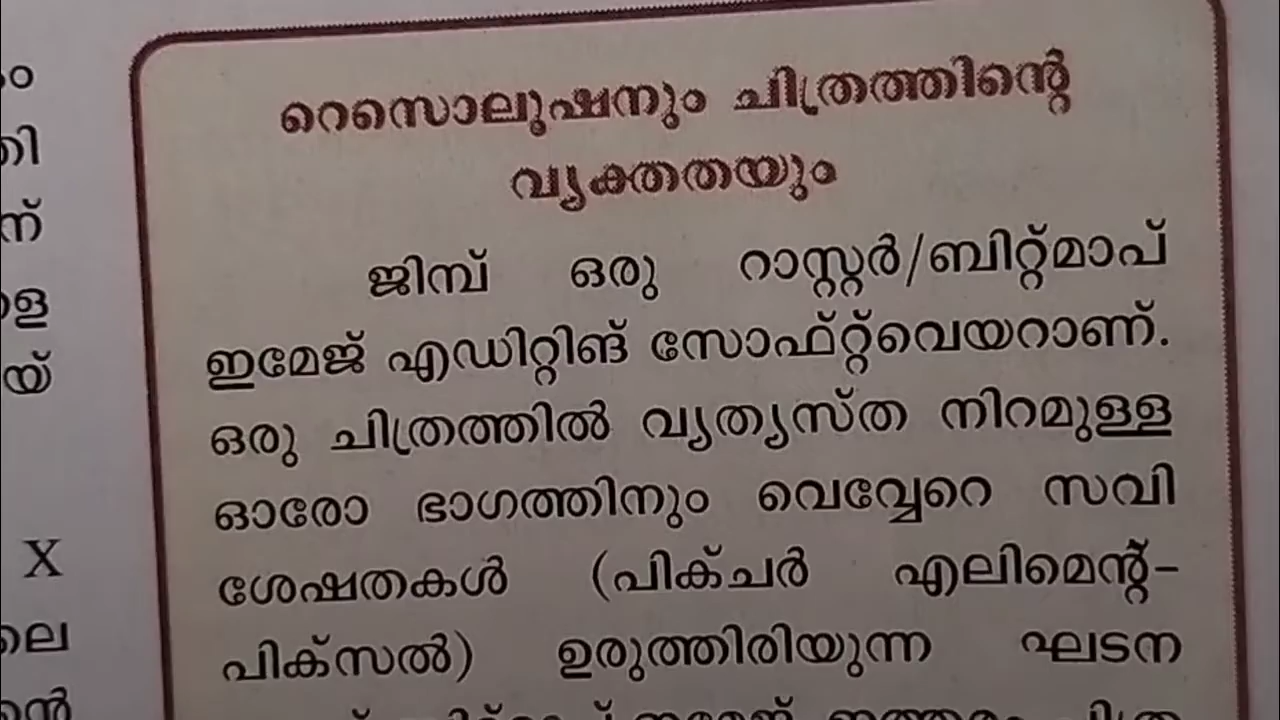 റെസൊല്യൂഷനും ചിത്രത്തിന്റെ
വ്യക്തതയും
ജിമ്പ് ഒരു റാസ്റ്റർ/ബിറ്റ്മാപ്
ഇമേജ് എഡിറ്റിങ് സോഫ്റ്റ്‌വെയറാണ്.
ഒരു ചിത്രത്തിൽ വ്യത്യസ്ത നിറമുള്ള
ഓരോ ഭാഗത്തിനും വെവ്വേറെ സവി
ശേഷതകൾ (പിക്ചർ എലിമെന്റ്-
പിക്സൽ) ഉരുത്തിരിയുന്ന ഘടന
X